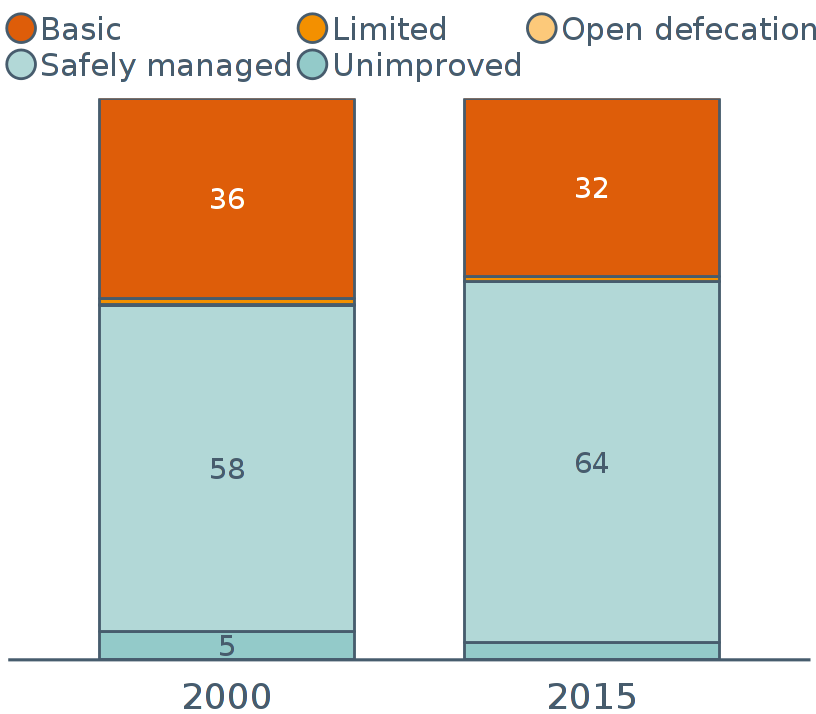 Basic Limited Open defecation
Safely managed Unimproved
36 32
58 64
5
2000 2015